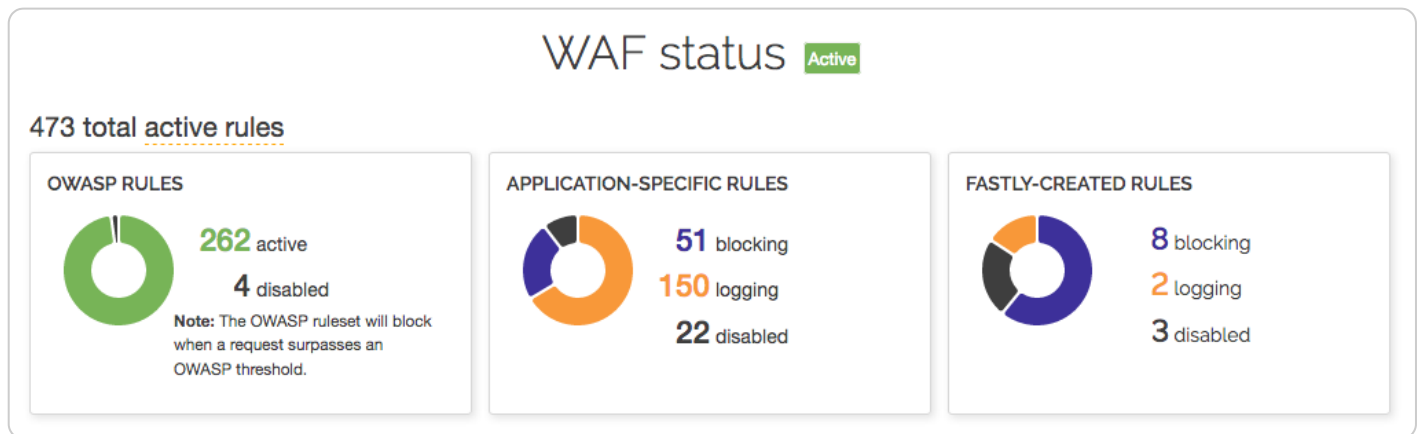 WAF status Active
473 total active rules
OWASP RULES
262 active
4 disabled
Note: The OWASP ruleset will block
when a request surpasses an
OWASP threshold.
APPLICATION-SPECIFIC RULES
51 blocking
150 logging
22 disabled
FASTLY-CREATED RULES
8 blocking
2 logging
3 disabled